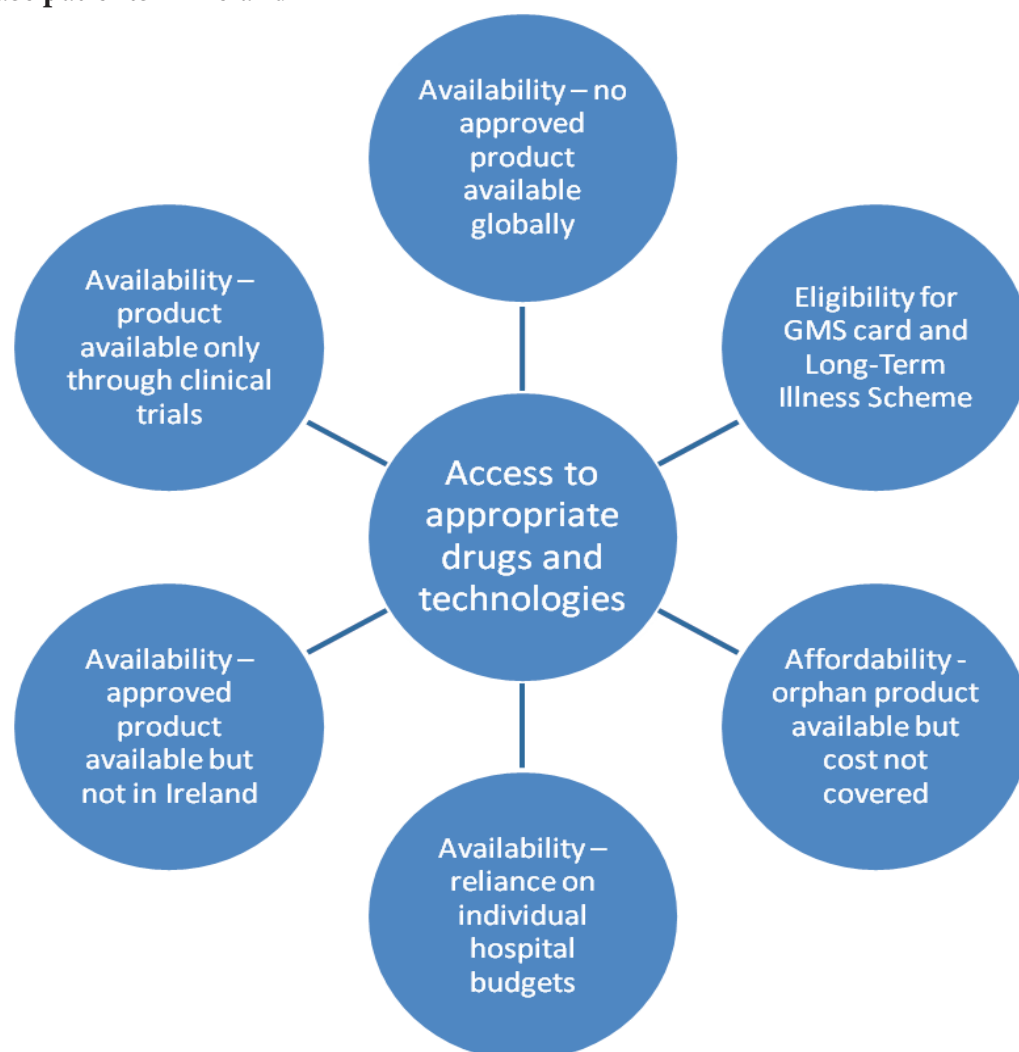 patients
Availability – no
approved
product
available
globally
Eligibility for
GMS card and
Long-Term
Illness Scheme
Affordability -
orphan product
available but
cost not
covered
Availability –
reliance on
individual
hospital
budgets
Availability –
approved
product
available but
not in Ireland
Availability –
product
available only
through clinical
trials
Access to
appropriate
drugs and
technologies